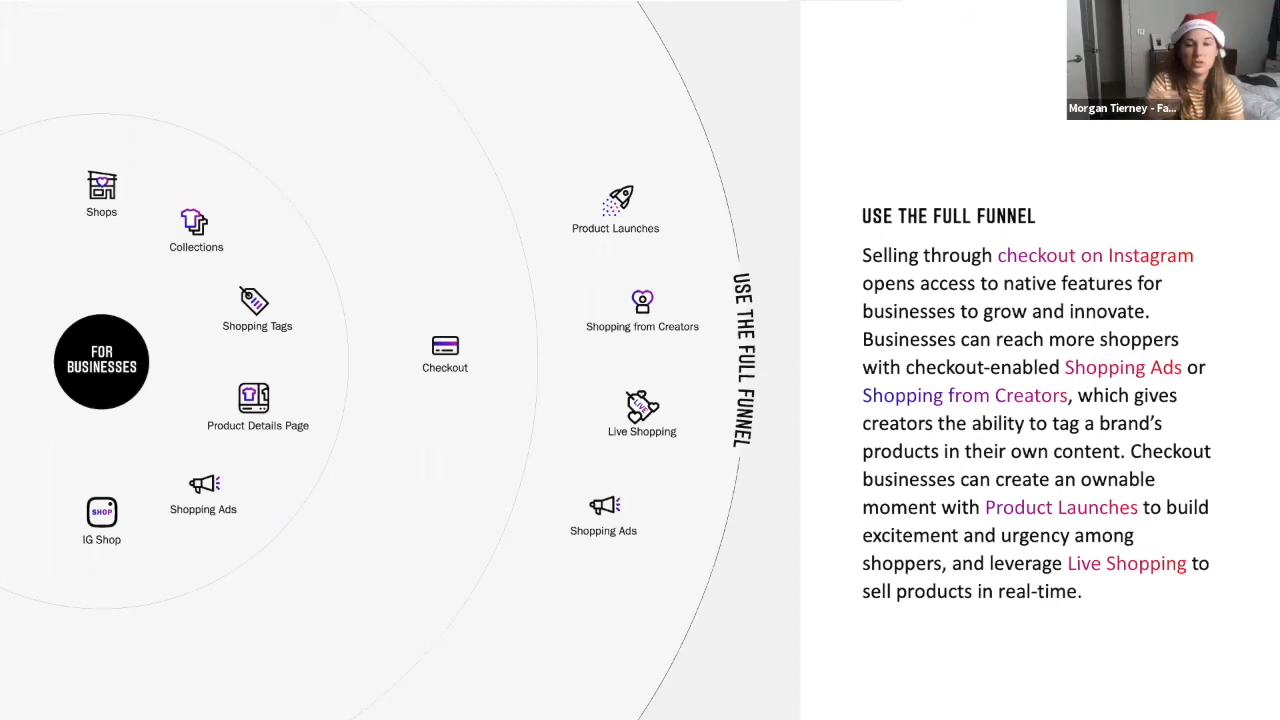 Morgan Tierney - Fa...
Shops
Collections
Shopping Tags
FOR
BUSINESSES
Product Details Page
Shopping Ads
SHOP
IG Shop
Checkout
Product Launches
Shopping from Creators
LIVE
Live Shopping
Shopping Ads
USE THE FULL FUNNEL
USE THE FULL FUNNEL
Selling through checkout on Instagram
opens access to native features for
businesses to grow and innovate.
Businesses can reach more shoppers
with checkout-enabled Shopping Ads or
Shopping from Creators, which gives
creators the ability to tag a brand’s
products in their own content. Checkout
businesses can create an ownable
moment with Product Launches to build
excitement and urgency among
shoppers, and leverage Live Shopping to
sell products in real-time.